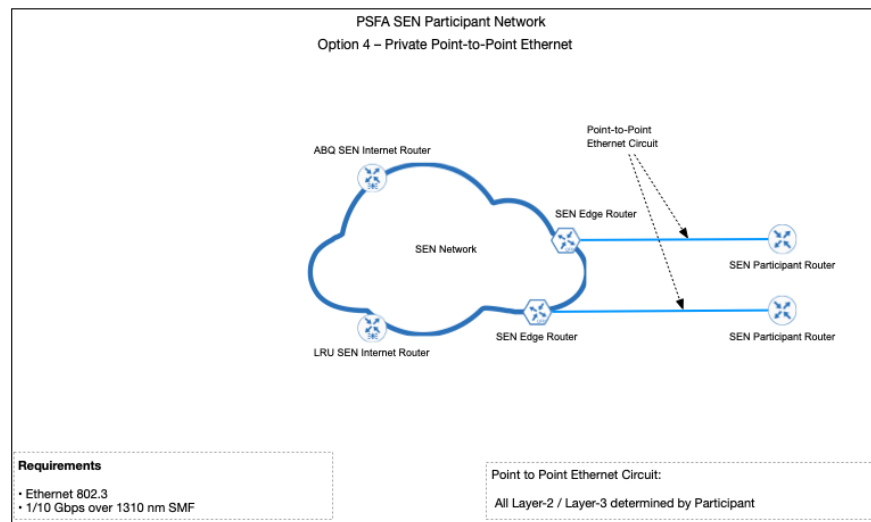 PSFA SEN Participant Network
Option 4 – Private Point-to-Point Ethernet
Point-to-Point
Ethernet Circuit
ABQ SEN Internet Router
SEN Edge Router
SEN Network
SEN Participant Router
SEN Edge Router
SEN Participant Router
LRU SEN Internet Router
Requirements
• Ethernet 802.3
• 1/10 Gbps over 1310 nm SMF
Point to Point Ethernet Circuit:
All Layer-2 / Layer-3 determined by Participant